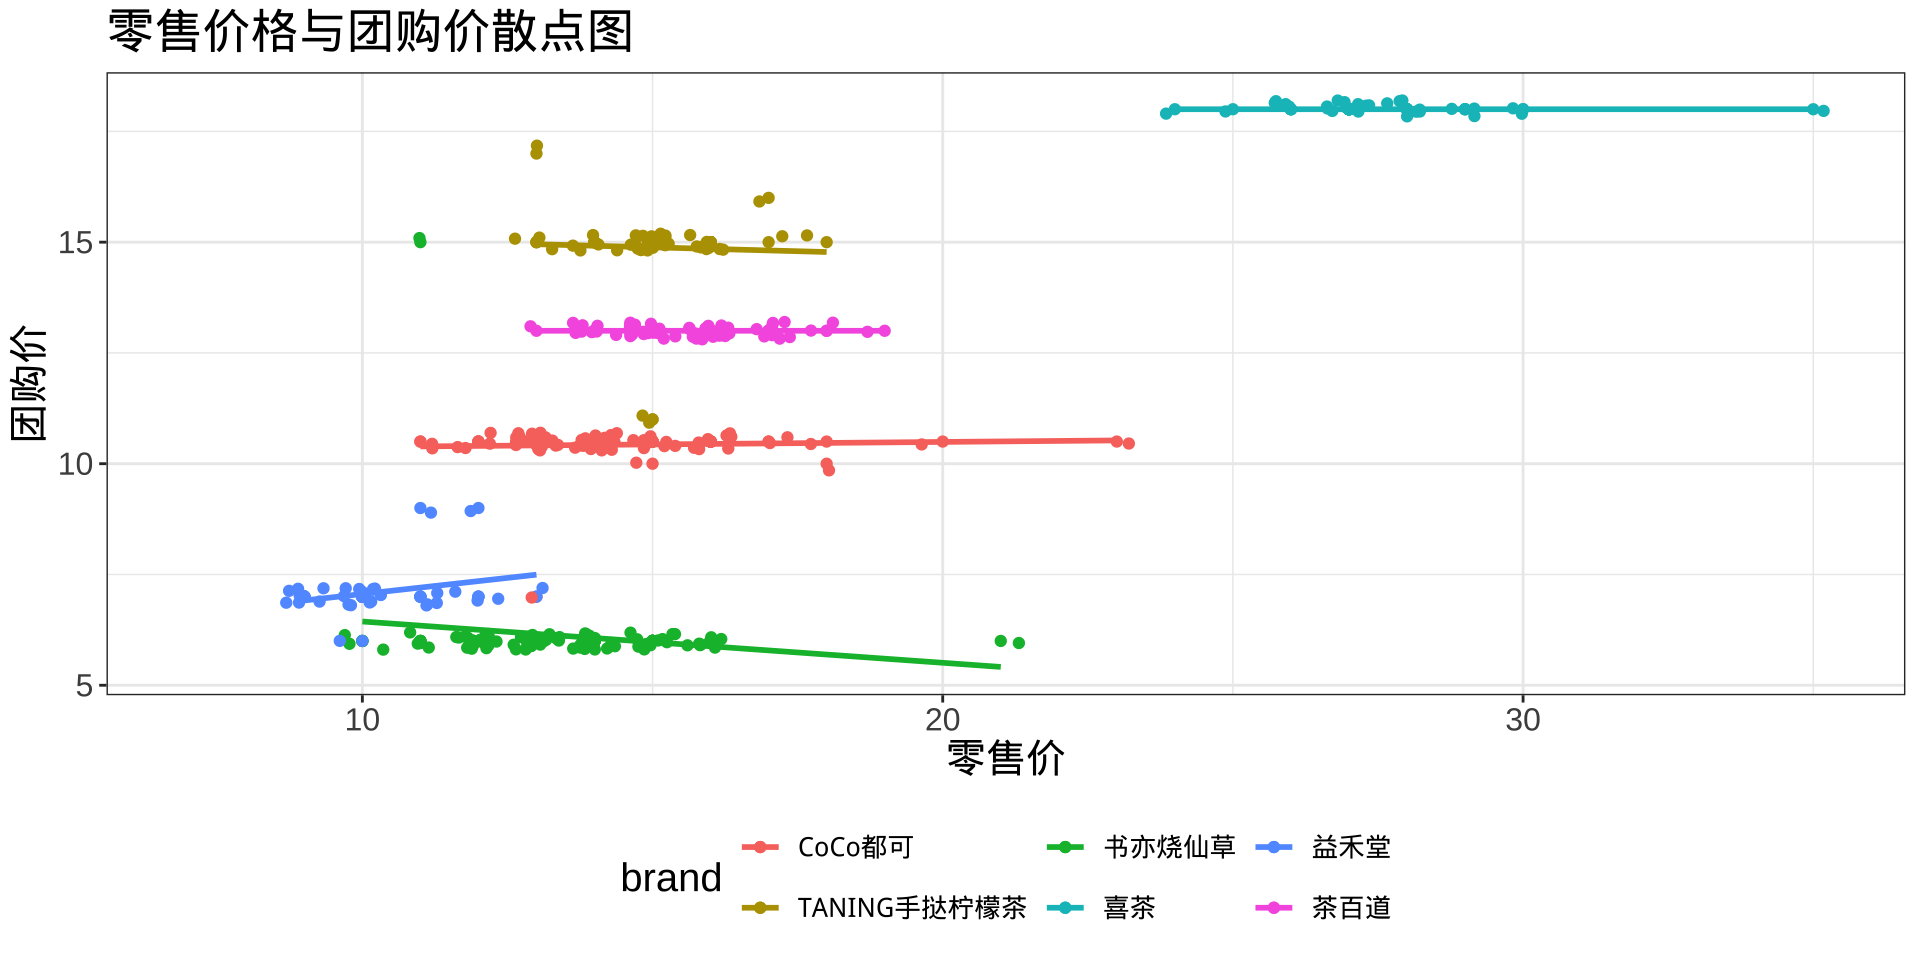 零售价格与团购价散点图
团购价
15
10
5
10 20 30
零售价
brand
CoCo都可 书亦烧仙草 益禾堂
TANING手挞柠檬茶 喜茶 茶百道